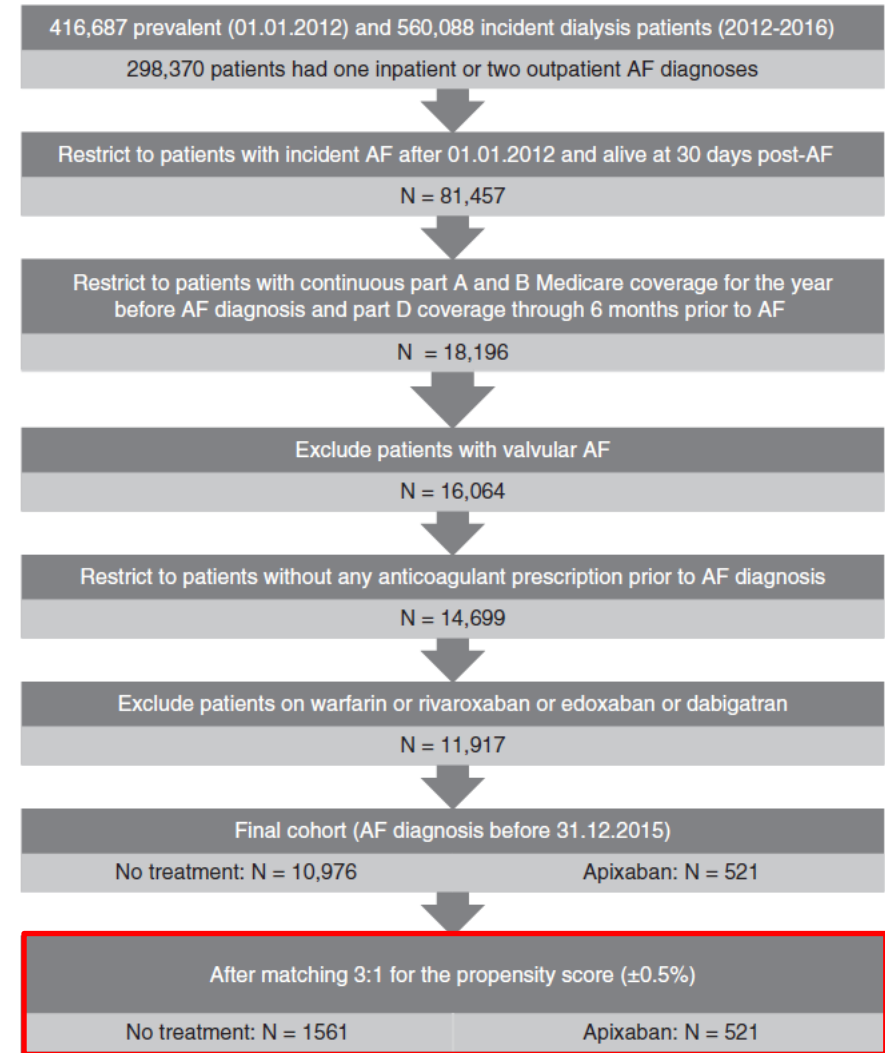 416,687 prevalent (01.01.2012) and 560,088 incident dialysis patients (2012-2016)
298,370 patients had one inpatient or two outpatient AF diagnoses
Restrict to patients with incident AF after 01.01.2012 and alive at 30 days post-AF
N = 81,457
Restrict to patients with continuous part A and B Medicare coverage for the year
before AF diagnosis and part D coverage through 6 months prior to AF
N = 18,196
Exclude patients with valvular AF
N = 16,064
Restrict to patients without any anticoagulant prescription prior to AF diagnosis
N = 14,699
Exclude patients on warfarin or rivaroxaban or edoxaban or dabigatran
N = 11,917
Final cohort (AF diagnosis before 31.12.2015)
No treatment: N = 10,976 Apixaban: N = 521
After matching 3:1 for the propensity score (±0.5%)
No treatment: N = 1561 Apixaban: N = 521